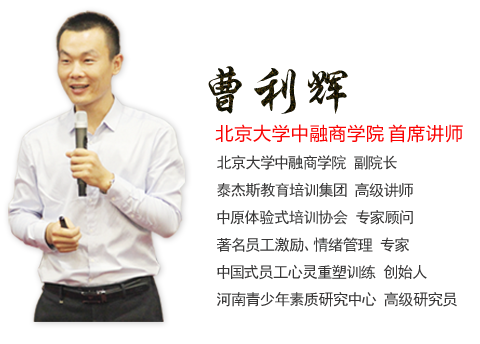 曹利辉
北京大学中融商学院 首席讲师
北京大学中融商学院 副院长
泰杰斯教育培训集团 高级讲师
中原体验式培训协会 专家顾问
著名员工激励、情绪管理 专家
中国式员工心灵重塑训练 创始人
河南青少年素质研究中心 高级研究员